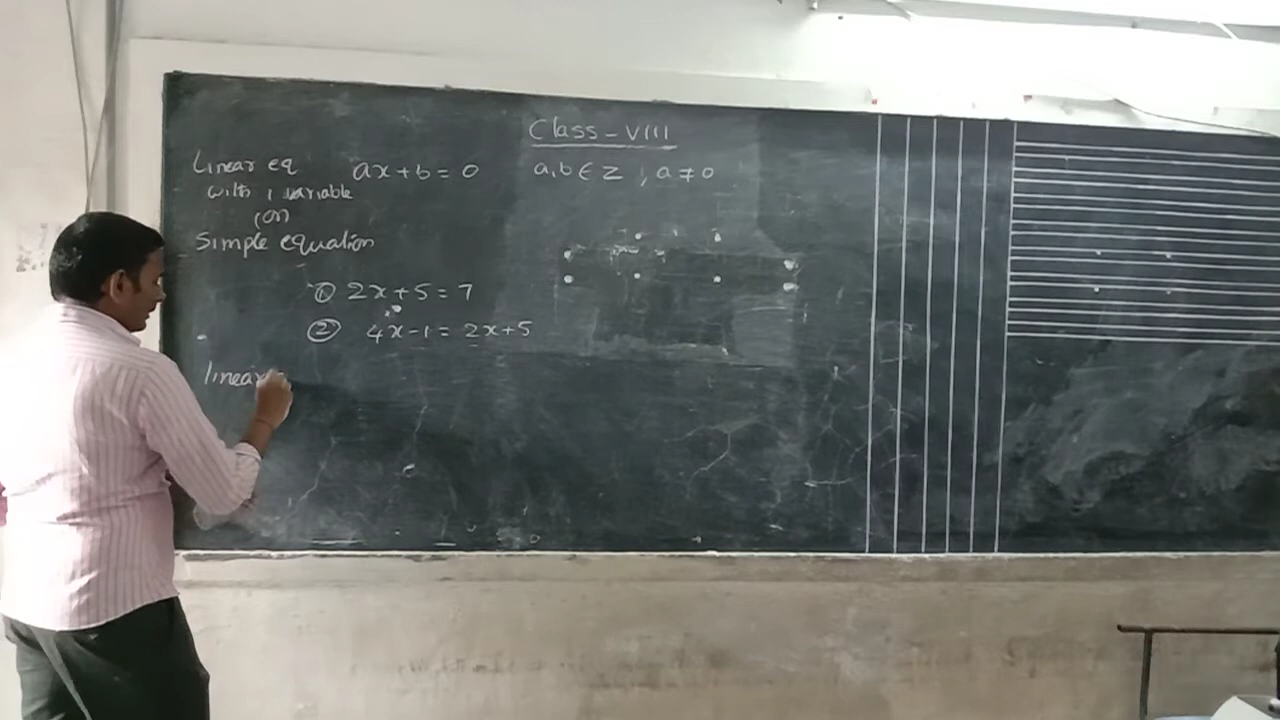 Class - VIII
Linear eq ax + b = 0 a, b ∈ Z ; a ≠ 0
with 1 variable
(or)
Simple equation
① 2x + 5 = 7
② 4x - 1 = 2x + 5
linear